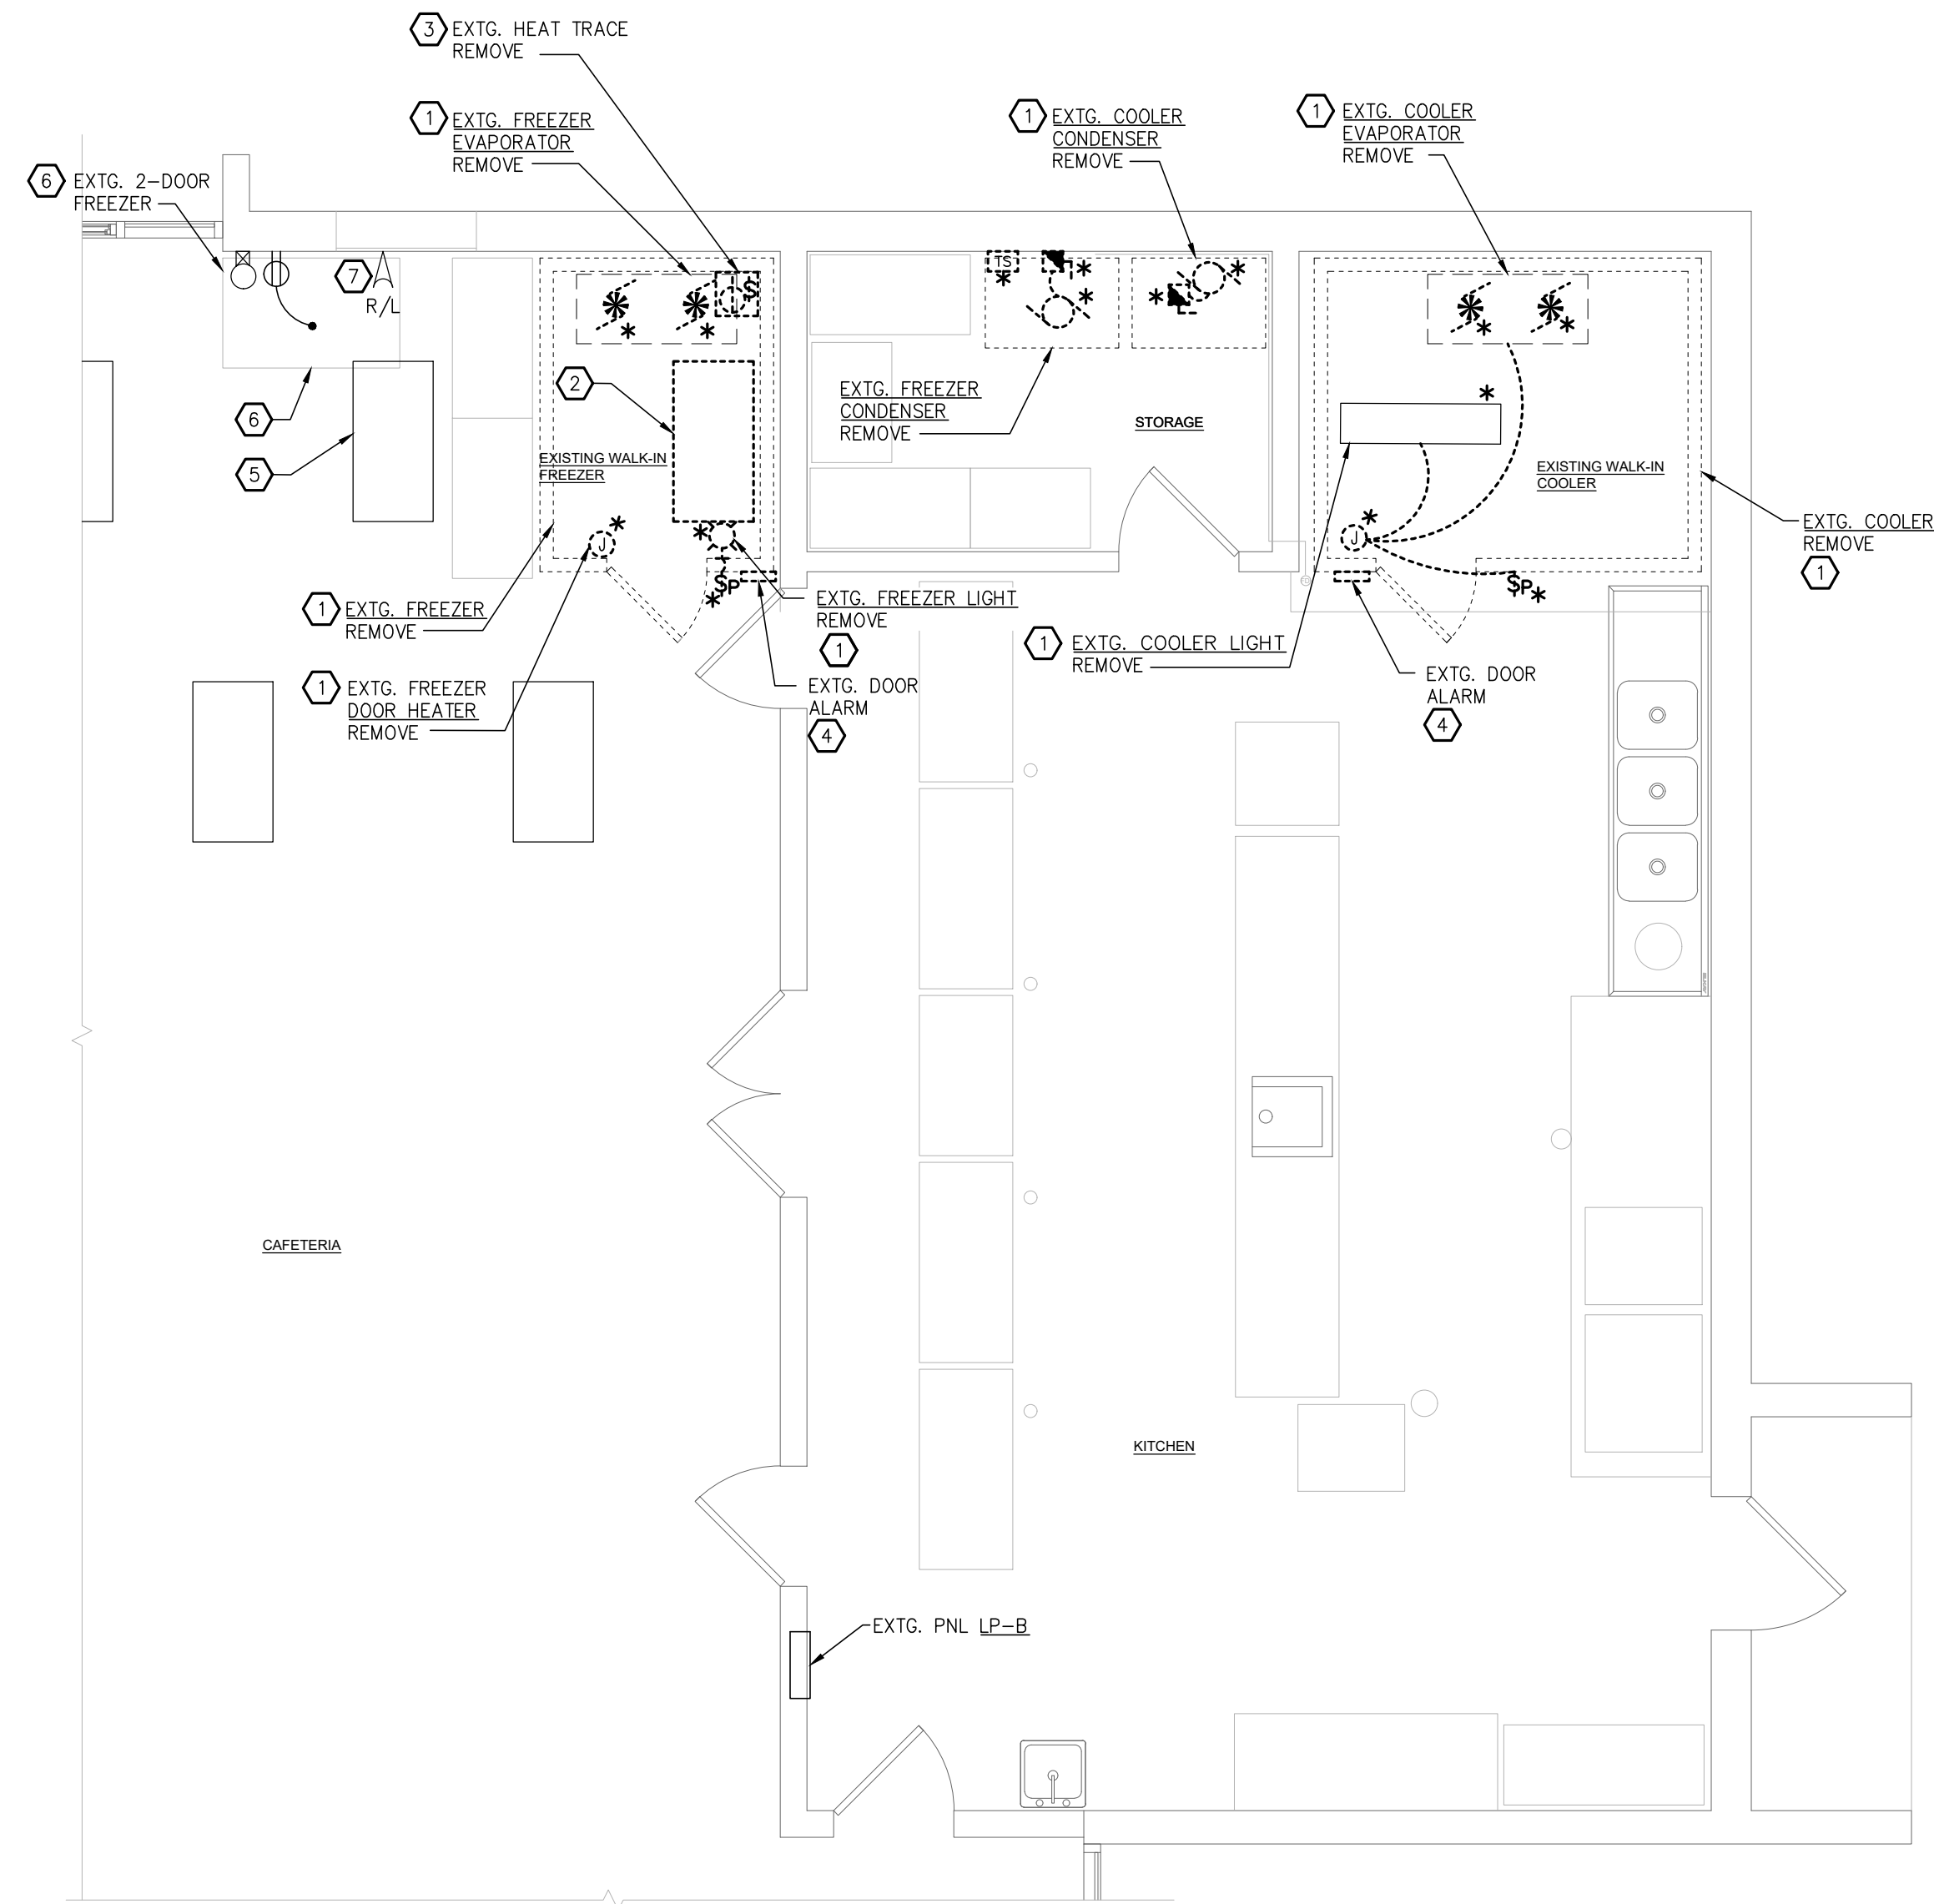 3 EXTG. HEAT TRACE
REMOVE
1 EXTG. FREEZER
EVAPORATOR
REMOVE
1 EXTG. COOLER
CONDENSER
REMOVE
1 EXTG. COOLER
EVAPORATOR
REMOVE
6 EXTG. 2-DOOR
FREEZER
7
R/L
TS
$
2
EXTG. FREEZER
CONDENSER
REMOVE
STORAGE
6
5
EXISTING WALK-IN
FREEZER
EXISTING WALK-IN
COOLER
EXTG. COOLER
REMOVE
1
J
J
$P
$P
1 EXTG. FREEZER
REMOVE
EXTG. FREEZER LIGHT
REMOVE
1
1 EXTG. COOLER LIGHT
REMOVE
1 EXTG. FREEZER
DOOR HEATER
REMOVE
EXTG. DOOR
ALARM
4
EXTG. DOOR
ALARM
4
CAFETERIA
KITCHEN
EXTG. PNL LP-B